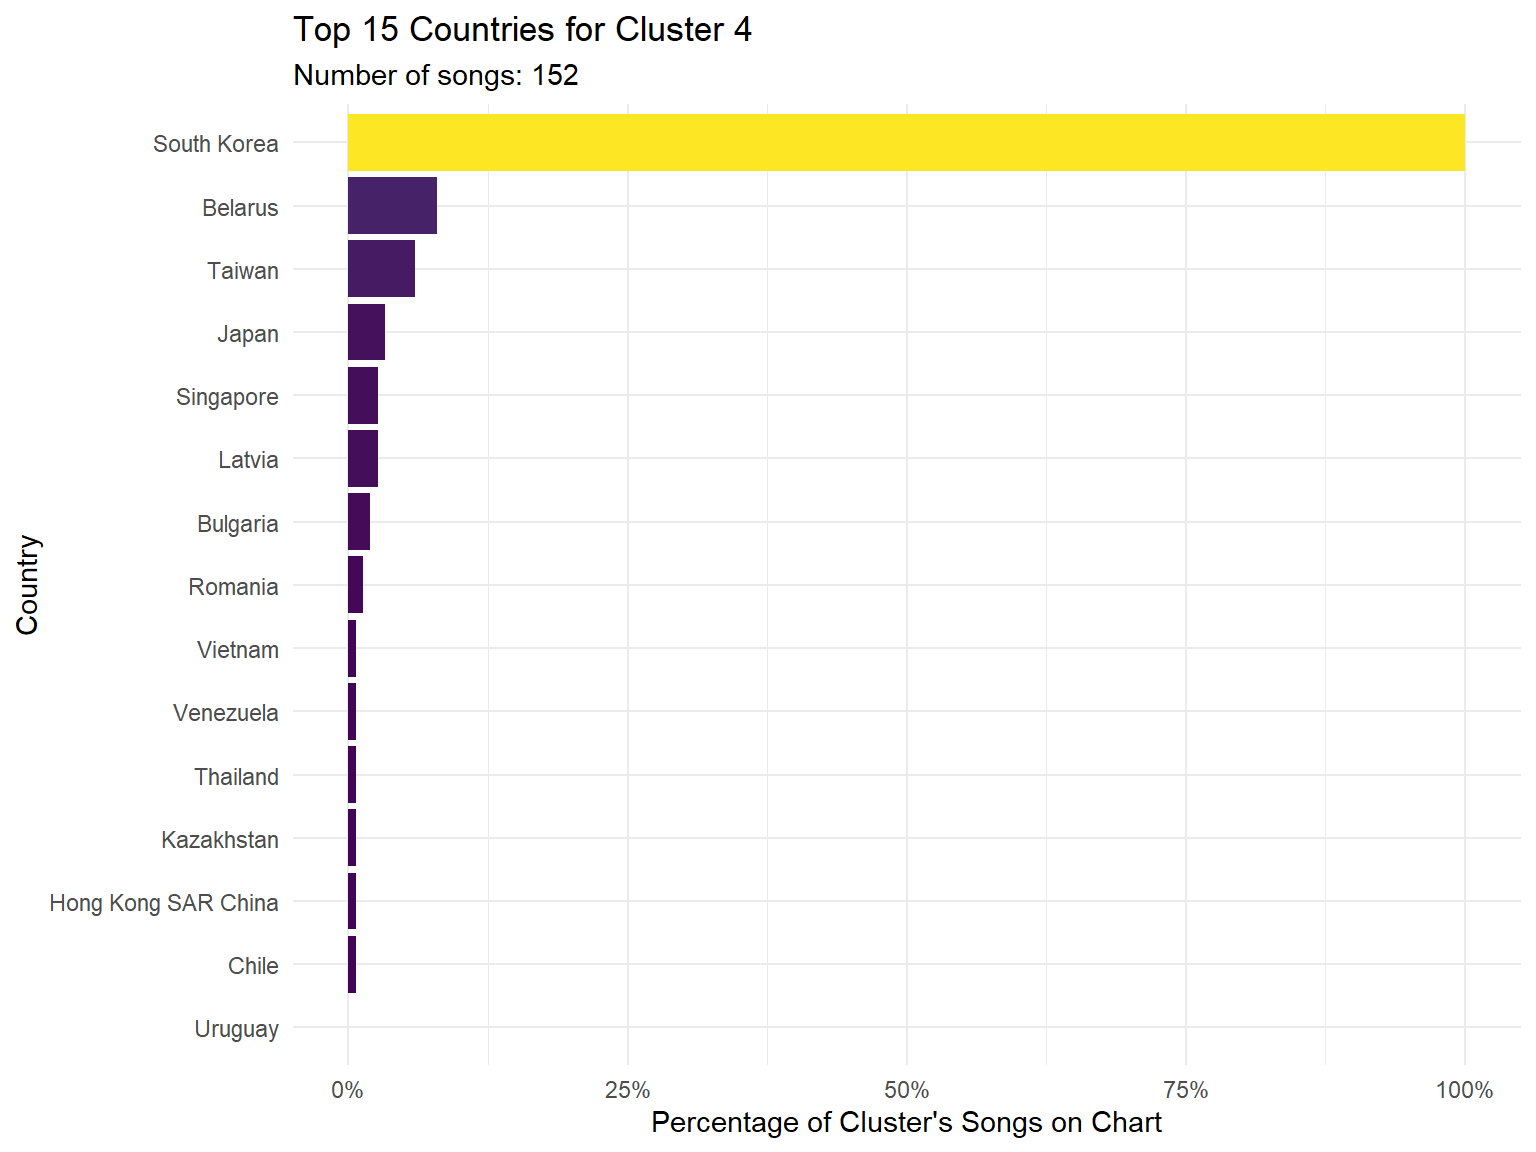 Top 15 Countries for Cluster 4
Number of songs: 152
Country
South Korea
Belarus
Taiwan
Japan
Singapore
Latvia
Bulgaria
Romania
Vietnam
Venezuela
Thailand
Kazakhstan
Hong Kong SAR China
Chile
Uruguay
0% 25% 50% 75% 100%
Percentage of Cluster's Songs on Chart